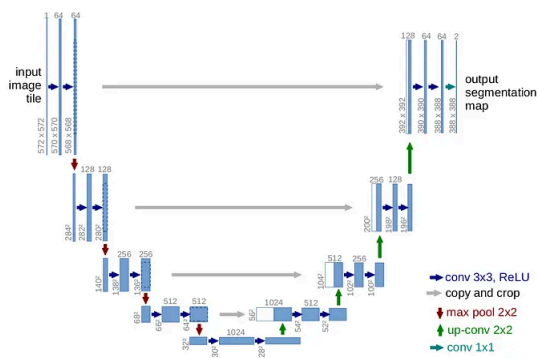 1 64 64
128 64 64 2
input
image
tile
output
segmentation
map
572 x 572
570 x 570
568 x 568
392 x 392
390 x 390
388 x 388
388 x 388
128 128
256 128
284²
282²
280²
200²
198²
196²
256 256
512 256
140²
138²
136²
104²
102²
100²
512 512
1024 512
68²
66²
64²
56²
54²
52²
1024
32²
30²
28²
conv 3x3, ReLU
copy and crop
max pool 2x2
up-conv 2x2
conv 1x1